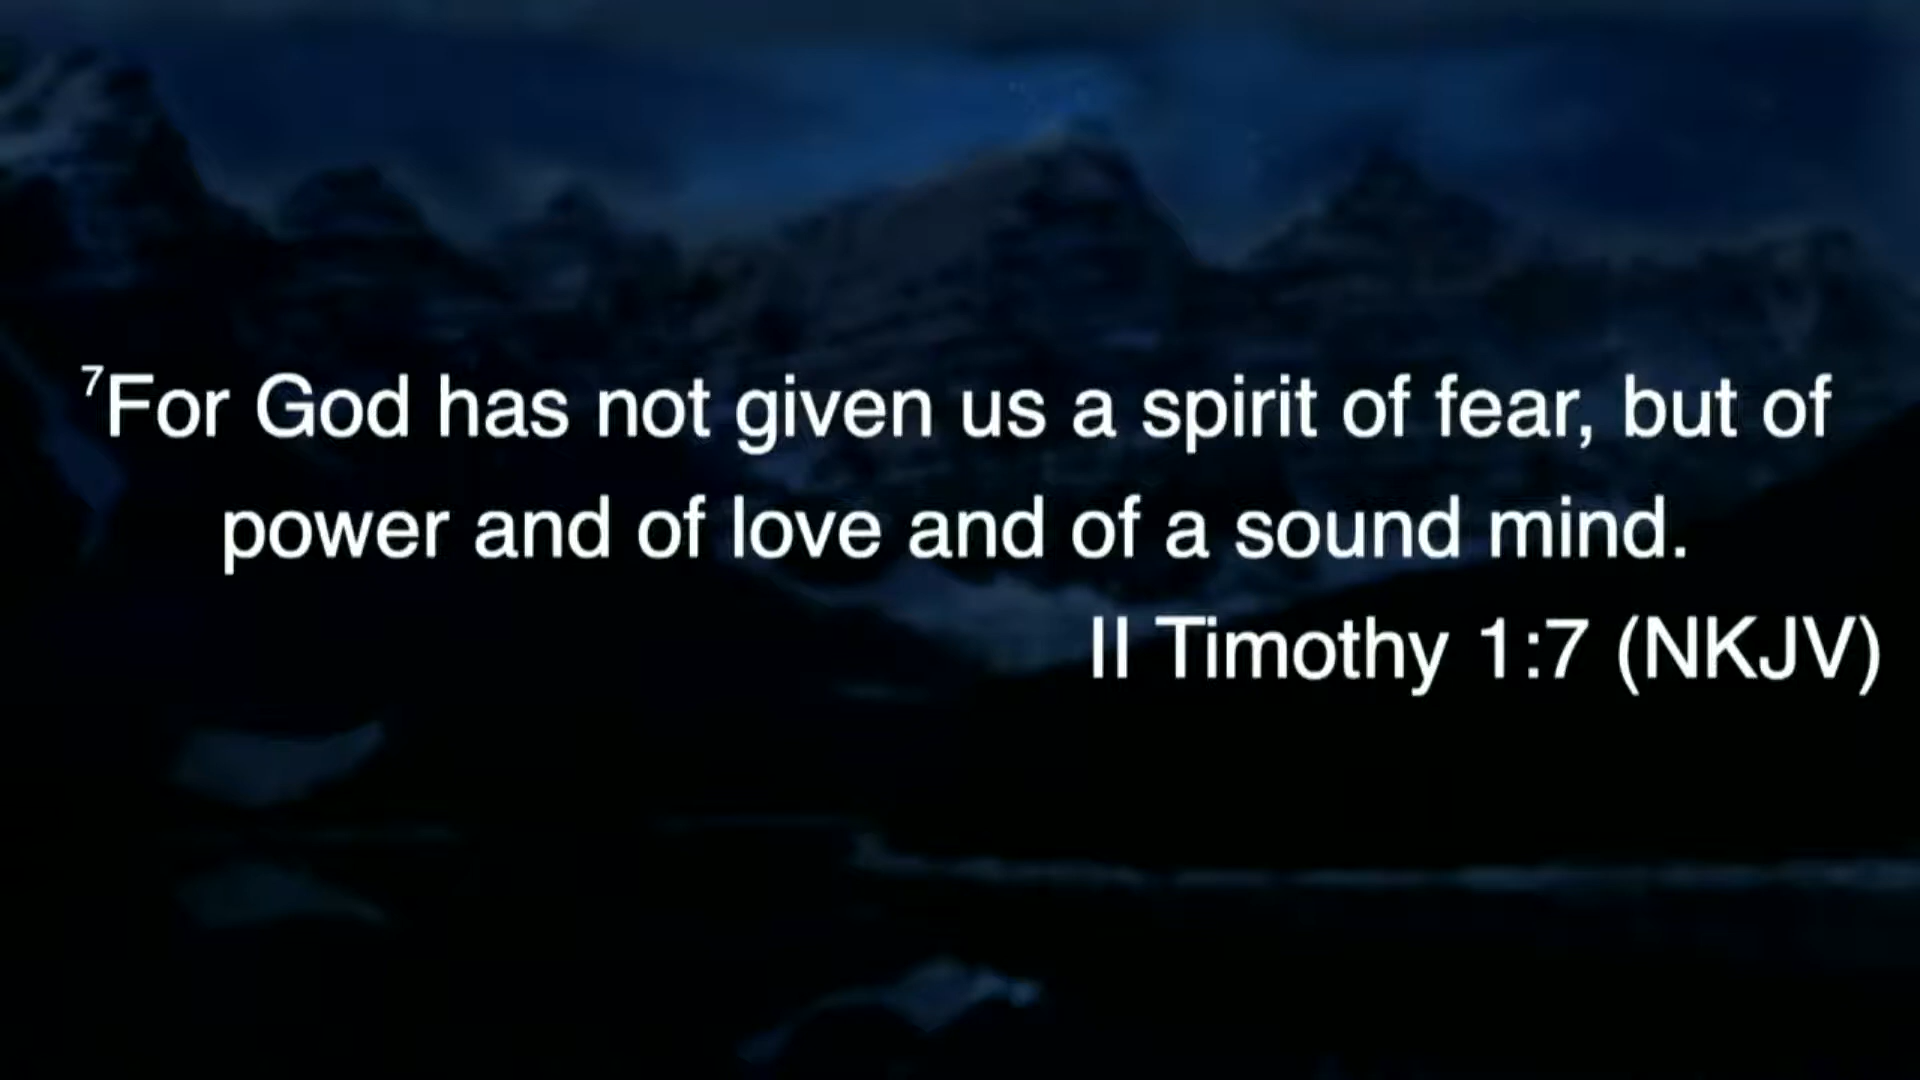 ⁷For God has not given us a spirit of fear, but of
power and of love and of a sound mind.
II Timothy 1:7 (NKJV)